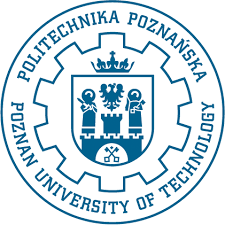 POLITECHNIKA POZNAŃSKA
POZNAN UNIVERSITY OF TECHNOLOGY